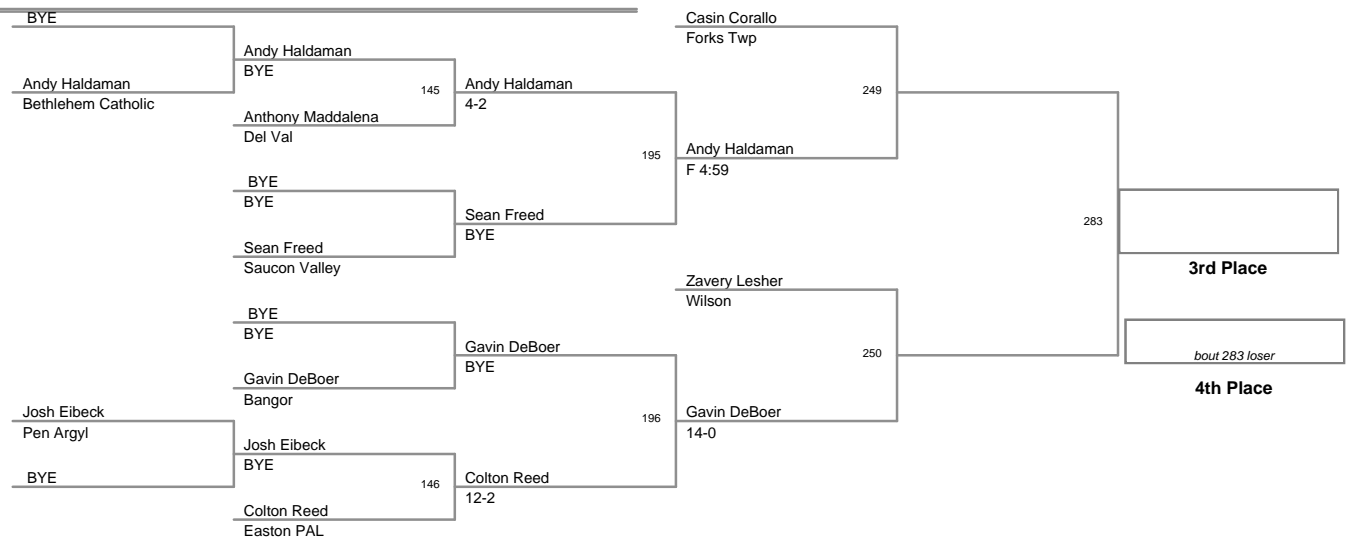 BYE
Andy Haldaman
Bethlehem Catholic
Andy Haldaman
BYE
145
Anthony Maddalena
Del Val
Andy Haldaman
4-2
BYE
BYE
Sean Freed
Saucon Valley
Sean Freed
BYE
195
Casin Corallo
Forks Twp
249
Andy Haldaman
F 4:59
BYE
BYE
Gavin DeBoer
Bangor
Gavin DeBoer
BYE
Josh Eibeck
Pen Argyl
BYE
Josh Eibeck
BYE
146
Colton Reed
Easton PAL
Colton Reed
12-2
196
Zavery Lesher
Wilson
250
Gavin DeBoer
14-0
283
3rd Place
bout 283 loser
4th Place